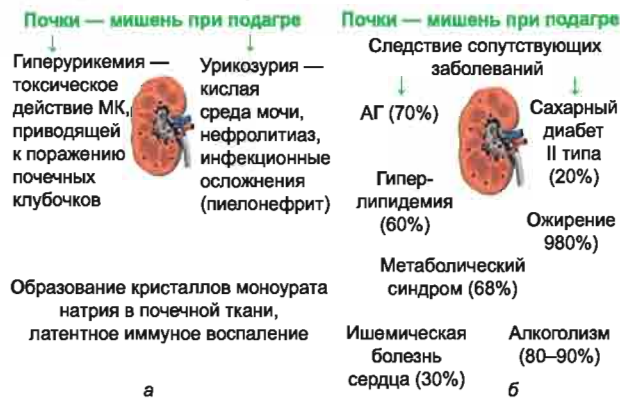 Почки — мишень при подагре
Гиперурикемия —
токсическое
действие МК,
приводящей
к поражению
почечных
клубочков
Урикозурия —
кислая
среда мочи,
нефролитиаз,
инфекционные
осложнения
(пиелонефрит)
Образование кристаллов моноурата
натрия в почечной ткани,
латентное иммуное воспаление
а
Почки — мишень при подагре
Следствие сопутствующих
заболеваний
АГ (70%)
Сахарный
диабет
II типа
(20%)
Гипер-
липидемия
(60%)
Ожирение
980%)
Метаболический
синдром (68%)
Ишемическая
болезнь
сердца (30%)
Алкоголизм
(80–90%)
б